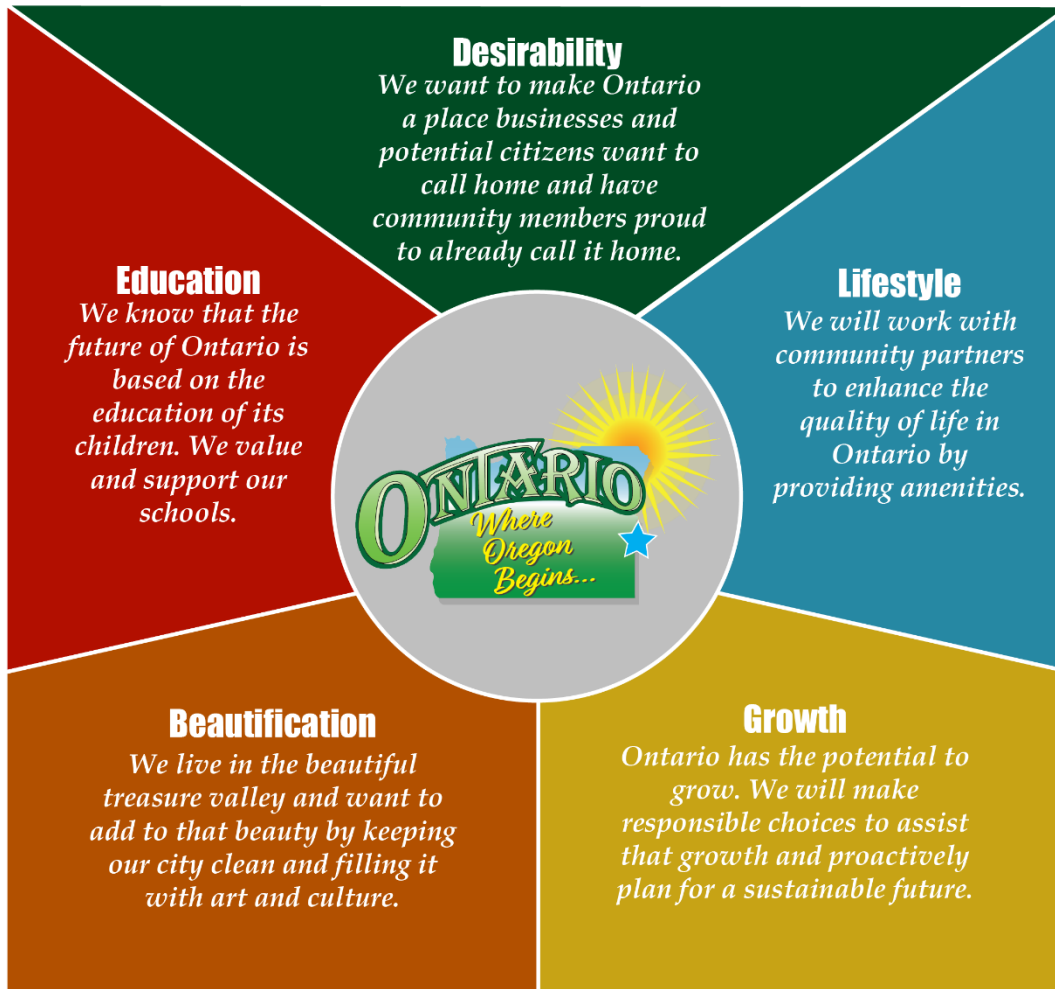 Desirability
We want to make Ontario
a place businesses and
potential citizens want to
call home and have
community members proud
to already call it home.
Education
We know that the
future of Ontario is
based on the
education of its
children. We value
and support our
schools.
Lifestyle
We will work with
community partners
to enhance the
quality of life in
Ontario by
providing amenities.
ONTARIO
Where
Oregon
Begins...
Beautification
We live in the beautiful
treasure valley and want to
add to that beauty by keeping
our city clean and filling it
with art and culture.
Growth
Ontario has the potential to
grow. We will make
responsible choices to assist
that growth and proactively
plan for a sustainable future.